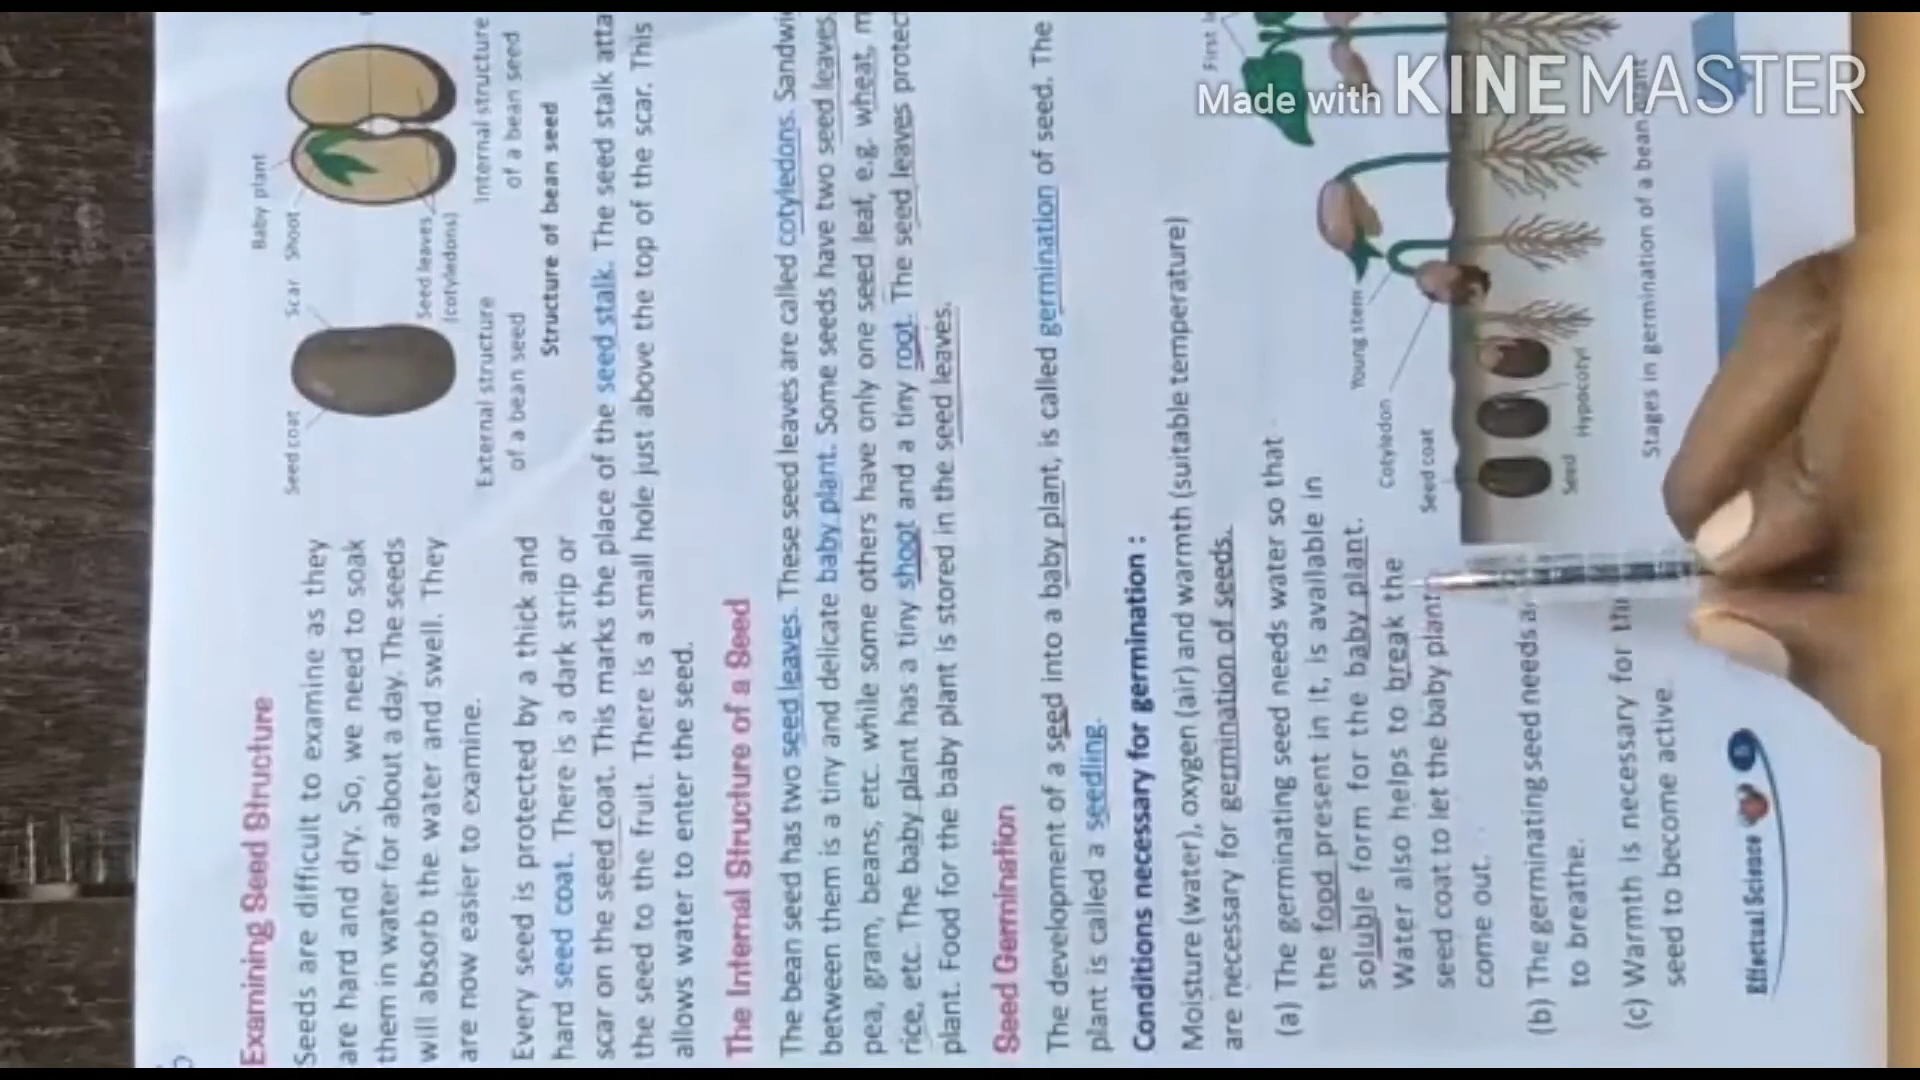 Examining Seed Structure
Seeds are difficult to examine as they
are hard and dry. So, we need to soak
them in water for about a day. The seeds
will absorb the water and swell. They
are now easier to examine.
Every seed is protected by a thick and
hard seed coat. There is a dark strip or
scar on the seed coat. This marks the place of the seed stalk. The seed stalk atta
the seed to the fruit. There is a small hole just above the top of the scar. This
allows water to enter the seed.
Seed coat
Scar
Shoot
Baby plant
Seed leaves
(cotyledons)
External structure
of a bean seed
Internal structure
of a bean seed
Structure of bean seed
The Internal Structure of a Seed
The bean seed has two seed leaves. These seed leaves are called cotyledons. Sandwi
between them is a tiny and delicate baby plant. Some seeds have two seed leaves
pea, gram, beans, etc. while some others have only one seed leaf, e.g. wheat, m
rice, etc. The baby plant has a tiny shoot and a tiny root. The seed leaves protec
plant. Food for the baby plant is stored in the seed leaves.
Seed Germination
The development of a seed into a baby plant, is called germination of seed. The
plant is called a seedling.
Conditions necessary for germination :
Moisture (water), oxygen (air) and warmth (suitable temperature)
are necessary for germination of seeds.
(a) The germinating seed needs water so that
the food present in it, is available in
soluble form for the baby plant.
Water also helps to break the
seed coat to let the baby plant
come out.
(b) The germinating seed needs
to breathe.
(c) Warmth is necessary for
seed to become active.
First
Young stem
Cotyledon
Seed coat
Seed
Hypocotyl
Stages in germination of a bean
Effectual Science
Made with KINEMASTER